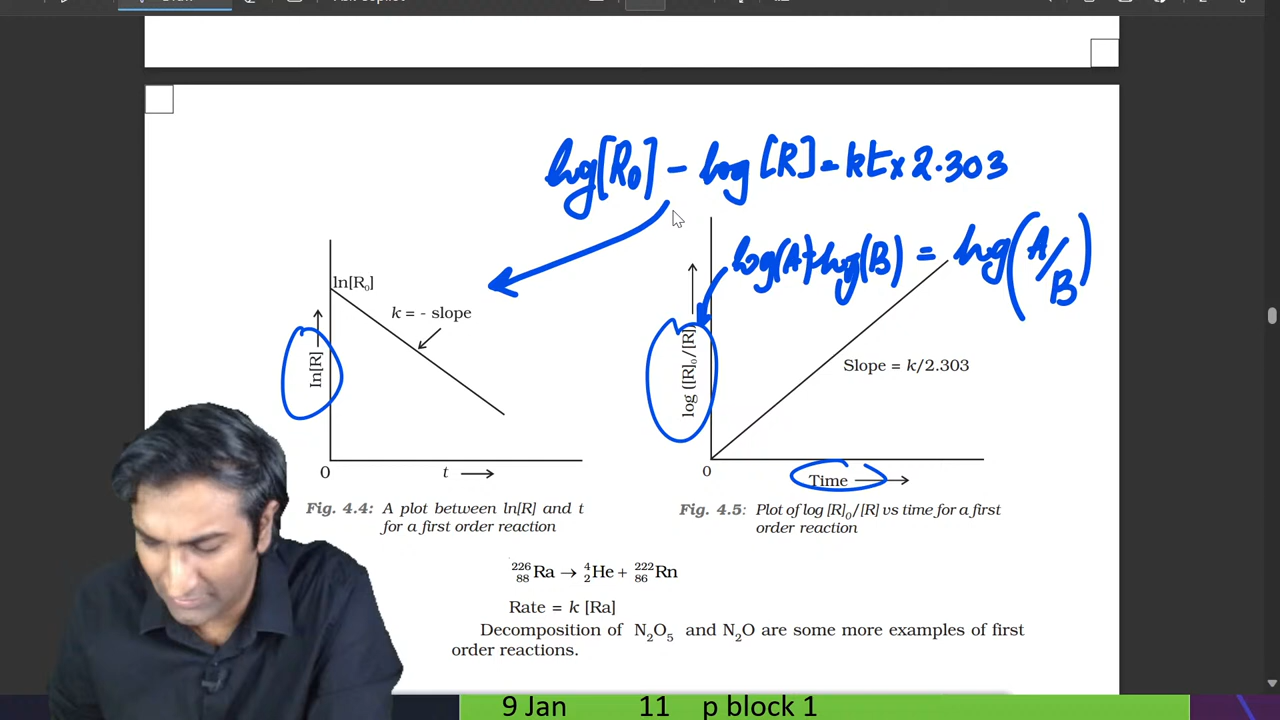 log[R₀] - log[R] = kt × 2.303
log(A) - log(B) = log(A/B)
ln[R₀]
k = - slope
ln[R]
0
t
log ([R]₀/[R]
Slope = k/2.303
0
Time
Fig. 4.4: A plot between ln[R] and t
for a first order reaction
Fig. 4.5: Plot of log [R]₀/[R] vs time for a first
order reaction
²²⁶₈₈Ra → ⁴₂He + ²²²₈₆Rn
Rate = k [Ra]
Decomposition of N₂O₅ and N₂O are some more examples of first
order reactions.
9 Jan 11 p block 1